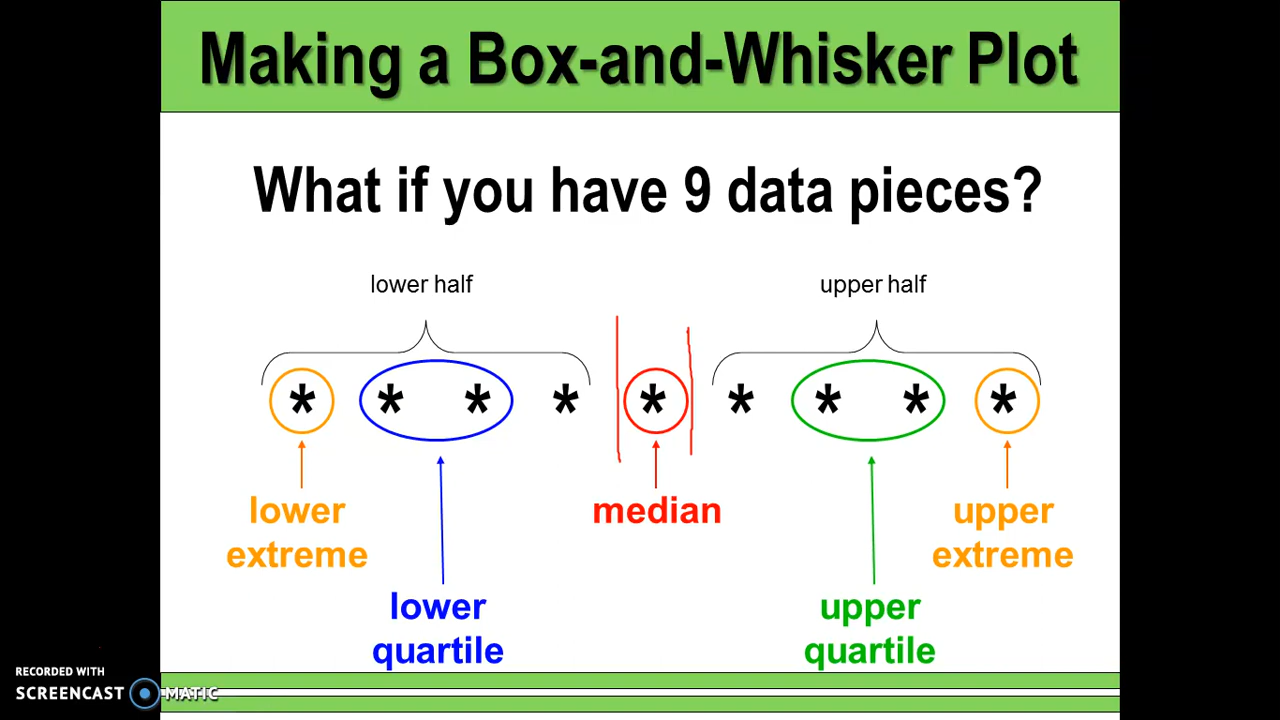 Making a Box-and-Whisker Plot
What if you have 9 data pieces?
lower half
upper half
* * * * * * * * *
lower
extreme
median
upper
extreme
lower
quartile
upper
quartile
RECORDED WITH
SCREENCAST MATIC